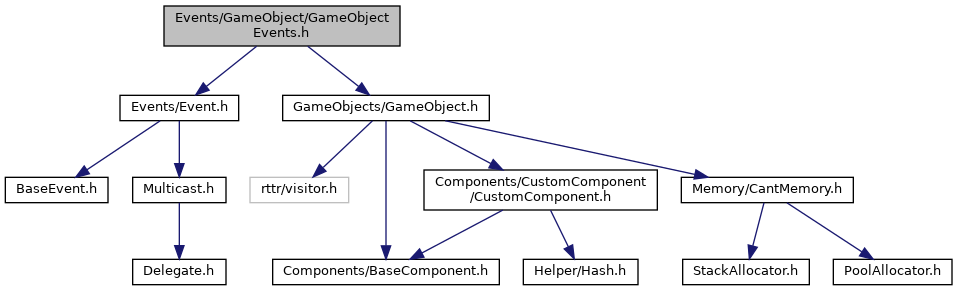 Events/GameObject/GameObject
Events.h
Events/Event.h
GameObjects/GameObject.h
BaseEvent.h
Multicast.h
rttr/visitor.h
Components/CustomComponent
/CustomComponent.h
Memory/CantMemory.h
Delegate.h
Components/BaseComponent.h
Helper/Hash.h
StackAllocator.h
PoolAllocator.h